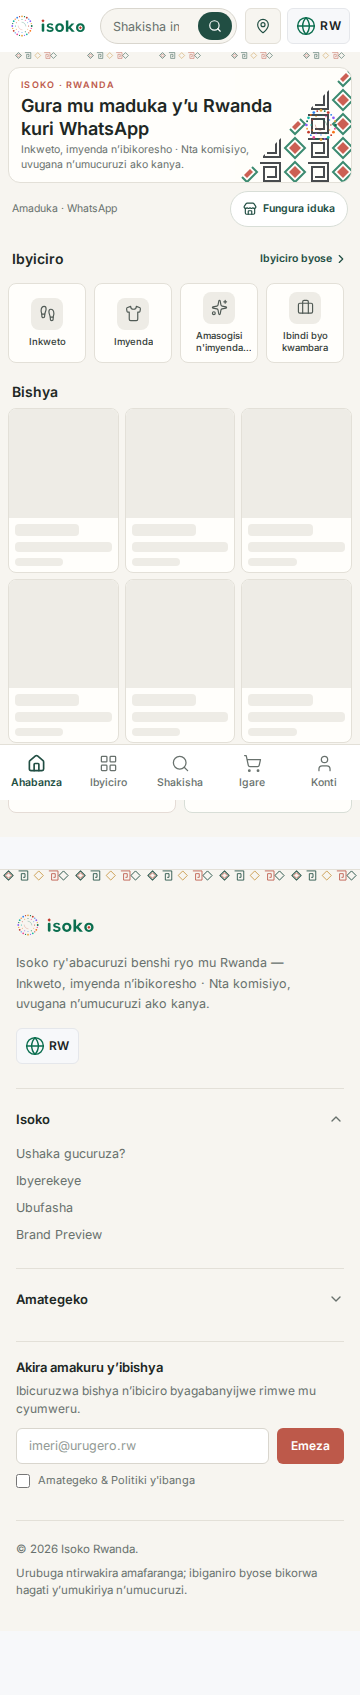 isoko
Shakisha in
RW
ISOKO · RWANDA
Gura mu maduka y’u Rwanda
kuri WhatsApp
Inkweto, imyenda n’ibikoresho · Nta komisiyo,
uvugana n’umucuruzi ako kanya.
Amaduka · WhatsApp
Fungura iduka
Ibyiciro
Ibyiciro byose
Inkweto
Imyenda
Amasogisi
n'imyenda...
Ibindi byo
kwambara
Bishya
Ahabanza
Ibyiciro
Shakisha
Igare
Konti
isoko
Isoko ry'abacuruzi benshi ryo mu Rwanda —
Inkweto, imyenda n’ibikoresho · Nta komisiyo,
uvugana n’umucuruzi ako kanya.
RW
Isoko
Ushaka gucuruza?
Ibyerekeye
Ubufasha
Brand Preview
Amategeko
Akira amakuru y’ibishya
Ibicuruzwa bishya n’ibiciro byagabanyijwe rimwe mu
cyumweru.
imeri@urugero.rw
Emeza
Amategeko & Politiki y'ibanga
© 2026 Isoko Rwanda.
Urubuga ntirwakira amafaranga; ibiganiro byose bikorwa
hagati y’umukiriya n’umucuruzi.